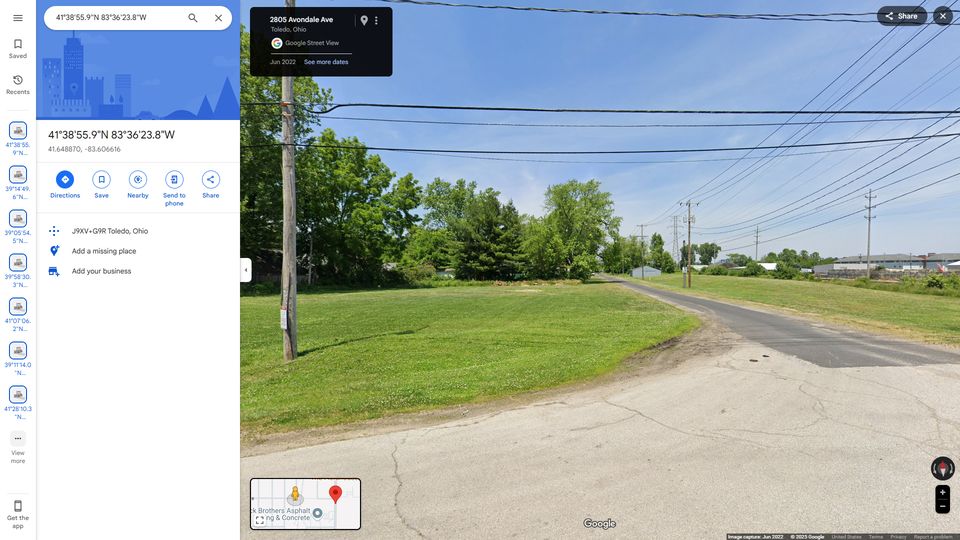 41°38'55.9"N 83°36'23.8"W
Saved
Recents
41°38'55.
9"N...
39°14'49.
6"N...
39°05'54.
5"N...
39°58'30.
3"N...
41°07'06.
2"N...
39°11'14.0
"N...
41°28'10.3
"N...
View
more
Get the
app
41°38'55.9"N 83°36'23.8"W
41.648870, -83.606616
Directions
Save
Nearby
Send to
phone
Share
J9XV+G9R Toledo, Ohio
Add a missing place
Add your business
2805 Avondale Ave
Toledo, Ohio
Google Street View
Jun 2022 See more dates
Share
ck Brothers Asphalt
ing & Concrete
Google
Image capture: Jun 2022 © 2025 Google United States Terms Privacy Report a problem